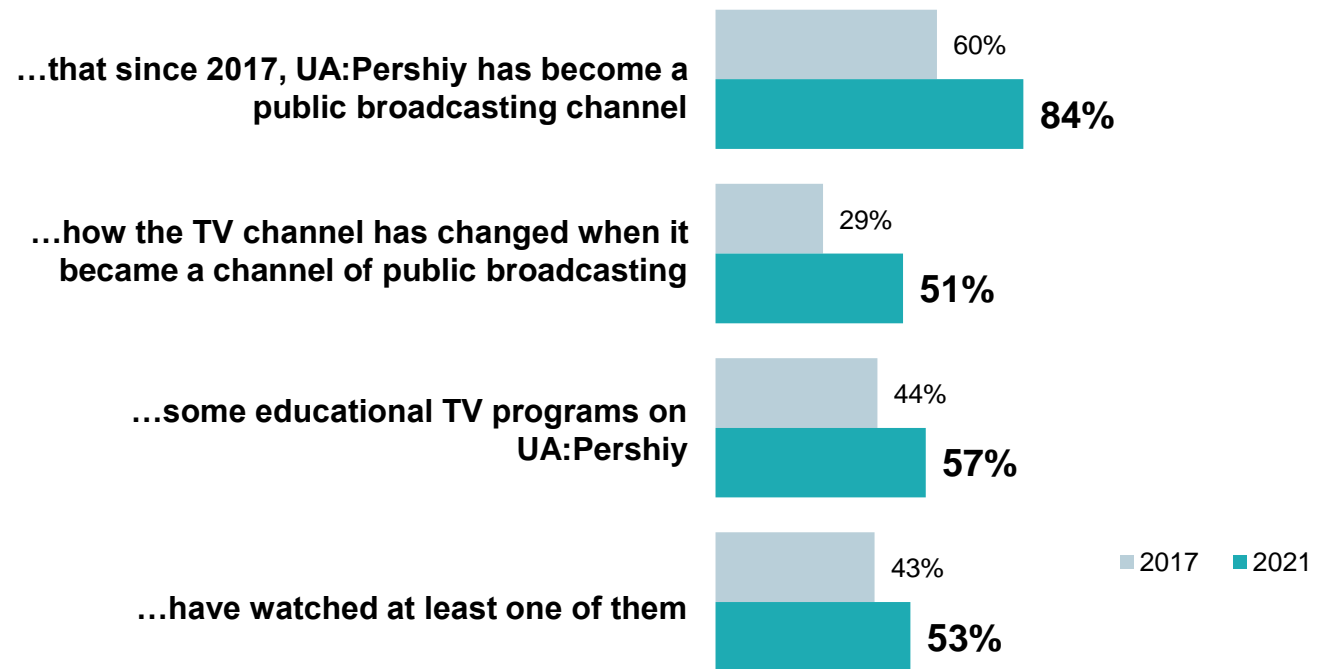 …that since 2017, UA:Pershiy has become a
public broadcasting channel
60%
84%
…how the TV channel has changed when it
became a channel of public broadcasting
29%
51%
…some educational TV programs on
UA:Pershiy
44%
57%
…have watched at least one of them
43%
53%
2017 2021